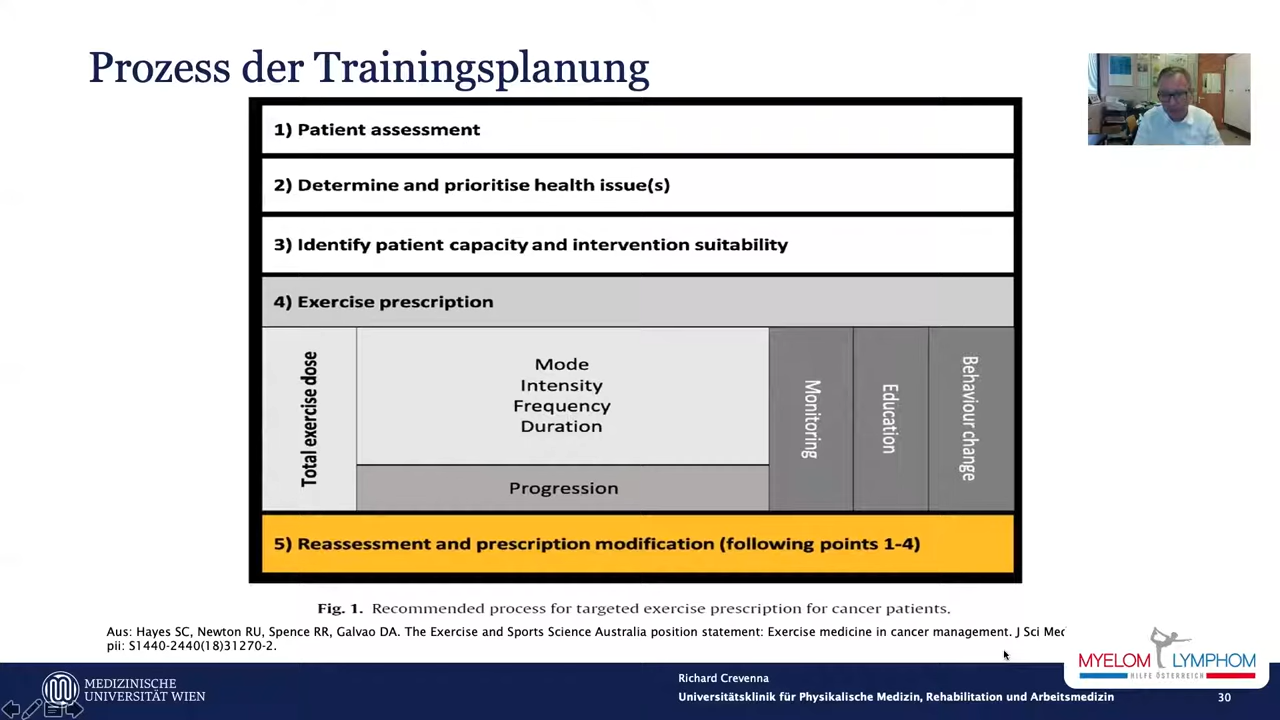 Prozess der Trainingsplanung
1) Patient assessment
2) Determine and prioritise health issue(s)
3) Identify patient capacity and intervention suitability
4) Exercise prescription
Total exercise dose
Mode
Intensity
Frequency
Duration
Progression
Monitoring
Education
Behaviour change
5) Reassessment and prescription modification (following points 1-4)
Fig. 1. Recommended process for targeted exercise prescription for cancer patients.
Aus: Hayes SC, Newton RU, Spence RR, Galvao DA. The Exercise and Sports Science Australia position statement: Exercise medicine in cancer management. J Sci Med
pii: S1440-2440(18)31270-2.
MYELOM LYMPHOM
HILFE ÖSTERREICH
MEDIZINISCHE
UNIVERSITÄT WIEN
Richard Crevenna
Universitätsklinik für Physikalische Medizin, Rehabilitation und Arbeitsmedizin
30